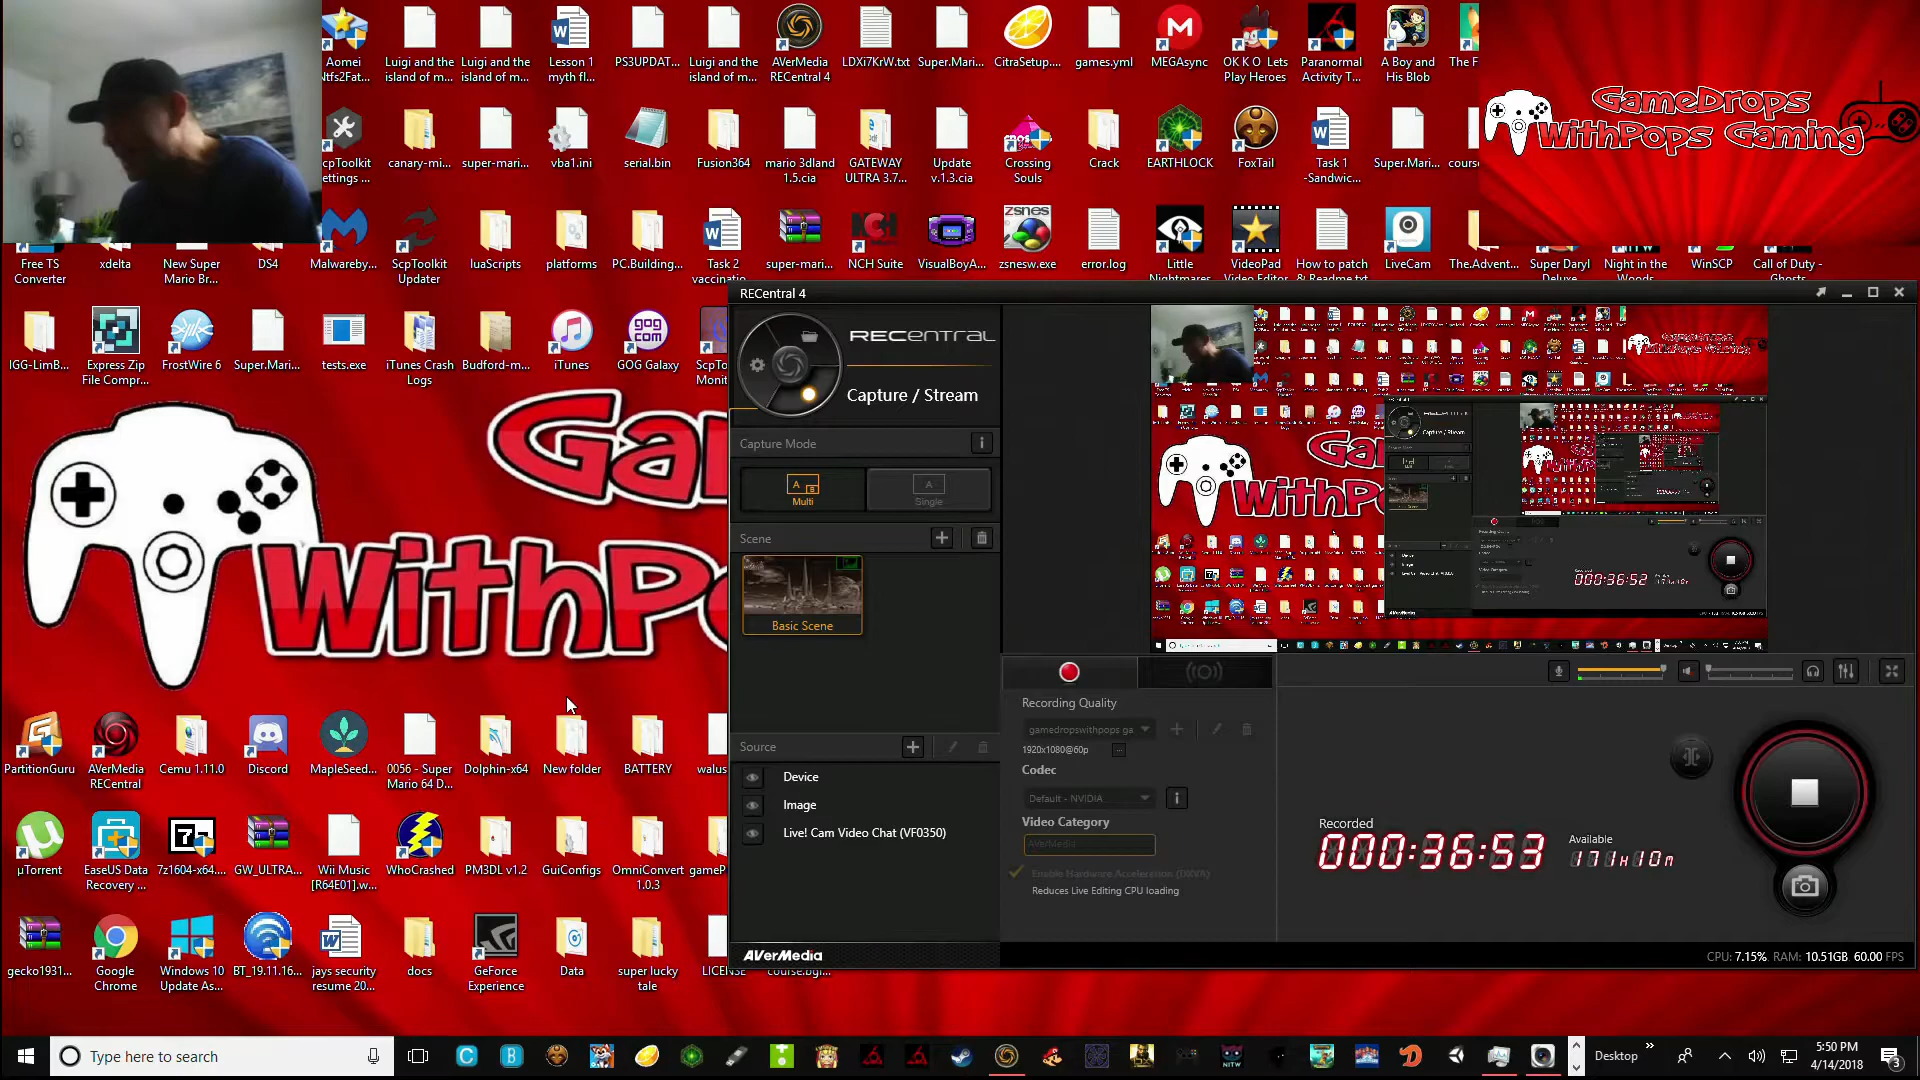 Aomei
Ntfs2Fat...
Luigi and the
island of m...
Luigi and the
island of m...
Lesson 1
myth fl...
PS3UPDAT...
Luigi and the
island of m...
AVerMedia
RECentral 4
LDXi7KrW.txt
Super.Mari...
CitraSetup....
games.yml
MEGAsync
OK K O Lets
Play Heroes
Paranormal
Activity T...
A Boy and
His Blob
GameDrops
WithPops Gaming
ScpToolkit
Settings ...
canary-mi...
super-mari...
vba1.ini
serial.bin
Fusion364
mario 3dland
1.5.cia
GATEWAY
ULTRA 3.7...
Update
v.1.3.cia
Crossing
Souls
Crack
EARTHLOCK
FoxTail
Task 1
-Sandwic...
Super.Mari...
Free TS
Converter
xdelta
New Super
Mario Br...
DS4
Malwareby...
ScpToolkit
Updater
luaScripts
platforms
PC.Building...
Task 2
vaccinatio...
super-mari...
NCH Suite
VisualBoyA...
zsnesw.exe
error.log
Little
Nightmares
VideoPad
Video Editor
How to patch
& Readme.txt
LiveCam
The.Advent...
Super Daryl
Deluxe
Night in the
Woods
WinSCP
Call of Duty -
Ghosts
IGG-LimB...
Express Zip
File Compr...
FrostWire 6
Super.Mari...
tests.exe
iTunes Crash
Logs
Budford-m...
iTunes
GOG Galaxy
RECentral 4
RECENTRAL
Capture / Stream
Capture Mode
Multi
Single
Scene
Basic Scene
Source
Device
Image
Live! Cam Video Chat (VF0350)
AVerMedia
Recording Quality
gamedropswithpops ga
1920x1080@60p
Codec
Default - NVIDIA
Video Category
AVerMedia
Enable Hardware Acceleration (DXVA)
Reduces Live Editing CPU loading
Recorded
000:36:53
Available
171H10m
CPU: 7.15% RAM: 10.51GB 60.00 FPS
PartitionGuru
AVerMedia
RECentral
Cemu 1.11.0
Discord
MapleSeed...
0056 - Super
Mario 64 D...
Dolphin-x64
New folder
BATTERY
µTorrent
EaseUS Data
Recovery ...
7z1604-x64...
GW_ULTRA...
Wii Music
[R64E01].w...
WhoCrashed
PM3DL v1.2
GuiConfigs
OmniConvert
1.0.3
gecko1931...
Google
Chrome
Windows 10
Update As...
BT_19.11.16...
jays security
resume 20...
docs
GeForce
Experience
Data
super lucky
tale
LICENSE
course.bgi...
Type here to search
Desktop
5:50 PM
4/14/2018